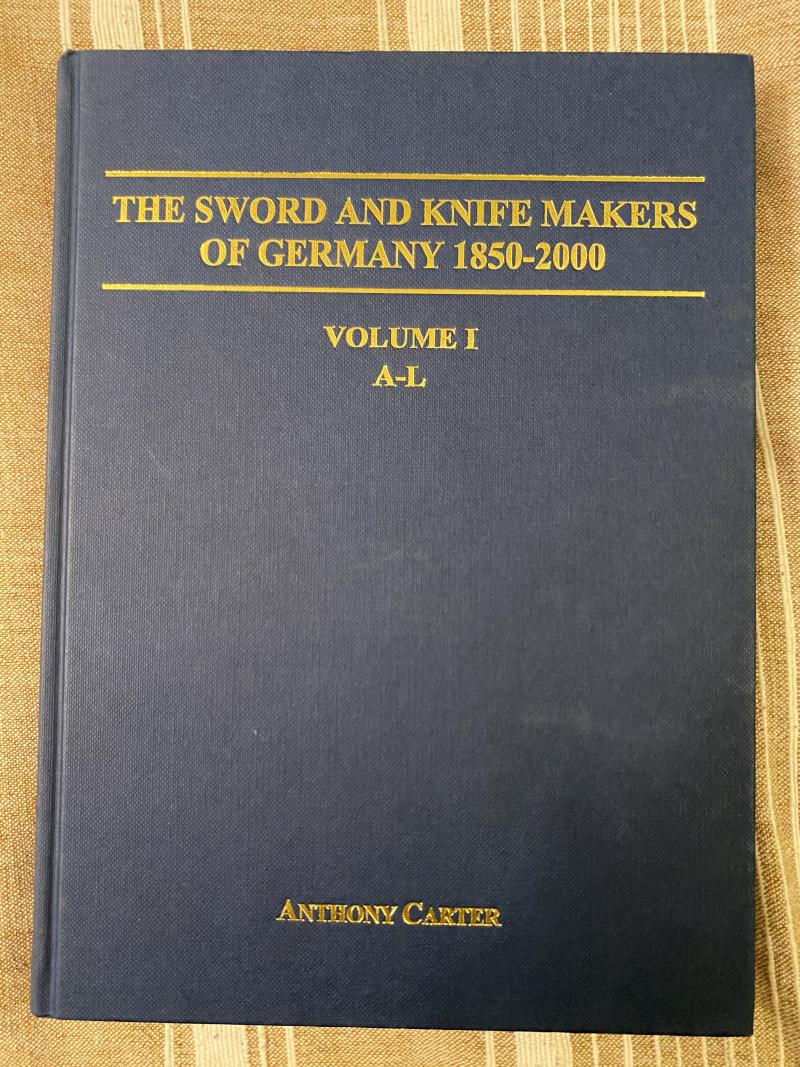 THE SWORD AND KNIFE MAKERS
OF GERMANY 1850-2000
VOLUME I
A-L
ANTHONY CARTER